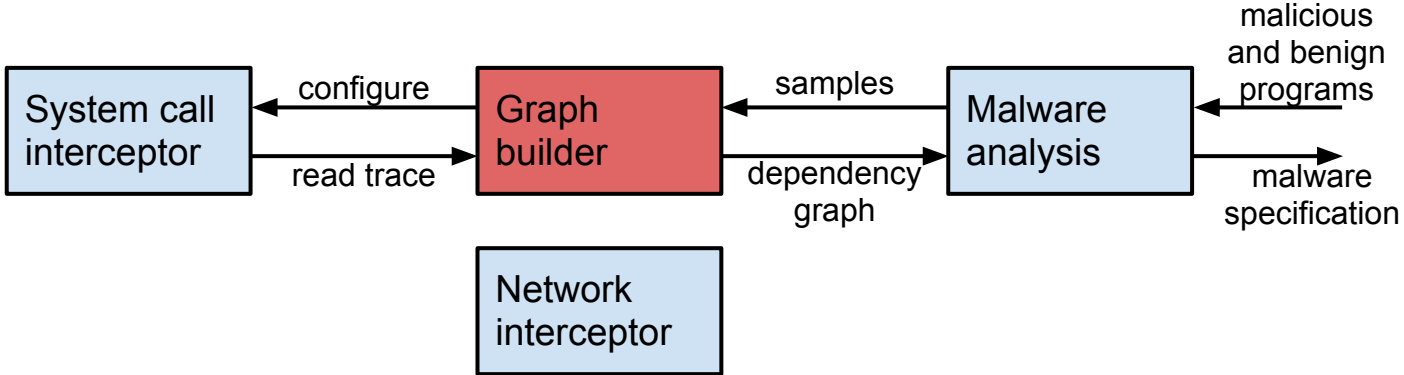 malicious
and benign
programs
configure
samples
System call
interceptor
Graph
builder
Malware
analysis
read trace
dependency
graph
malware
specification
Network
interceptor